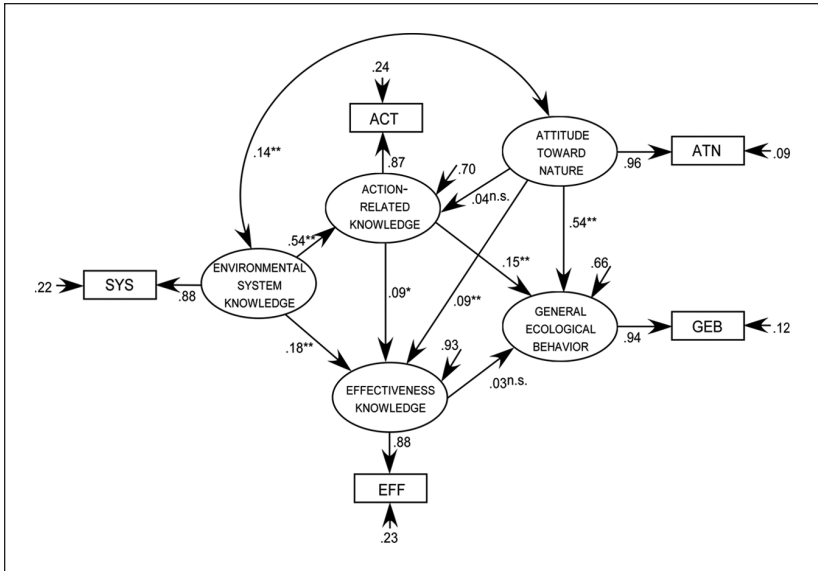 .24
ACT
.14**
.87
ATTITUDE
TOWARD
NATURE
.96
ATN
.09
.70
ACTION-
RELATED
KNOWLEDGE
.04n.s.
.54**
.54**
ENVIRONMENTAL
SYSTEM
KNOWLEDGE
.22
SYS
.88
.15**
.09*
.09**
.66
GENERAL
ECOLOGICAL
BEHAVIOR
.94
GEB
.12
.18**
.93
EFFECTIVENESS
KNOWLEDGE
.03n.s.
.88
EFF
.23